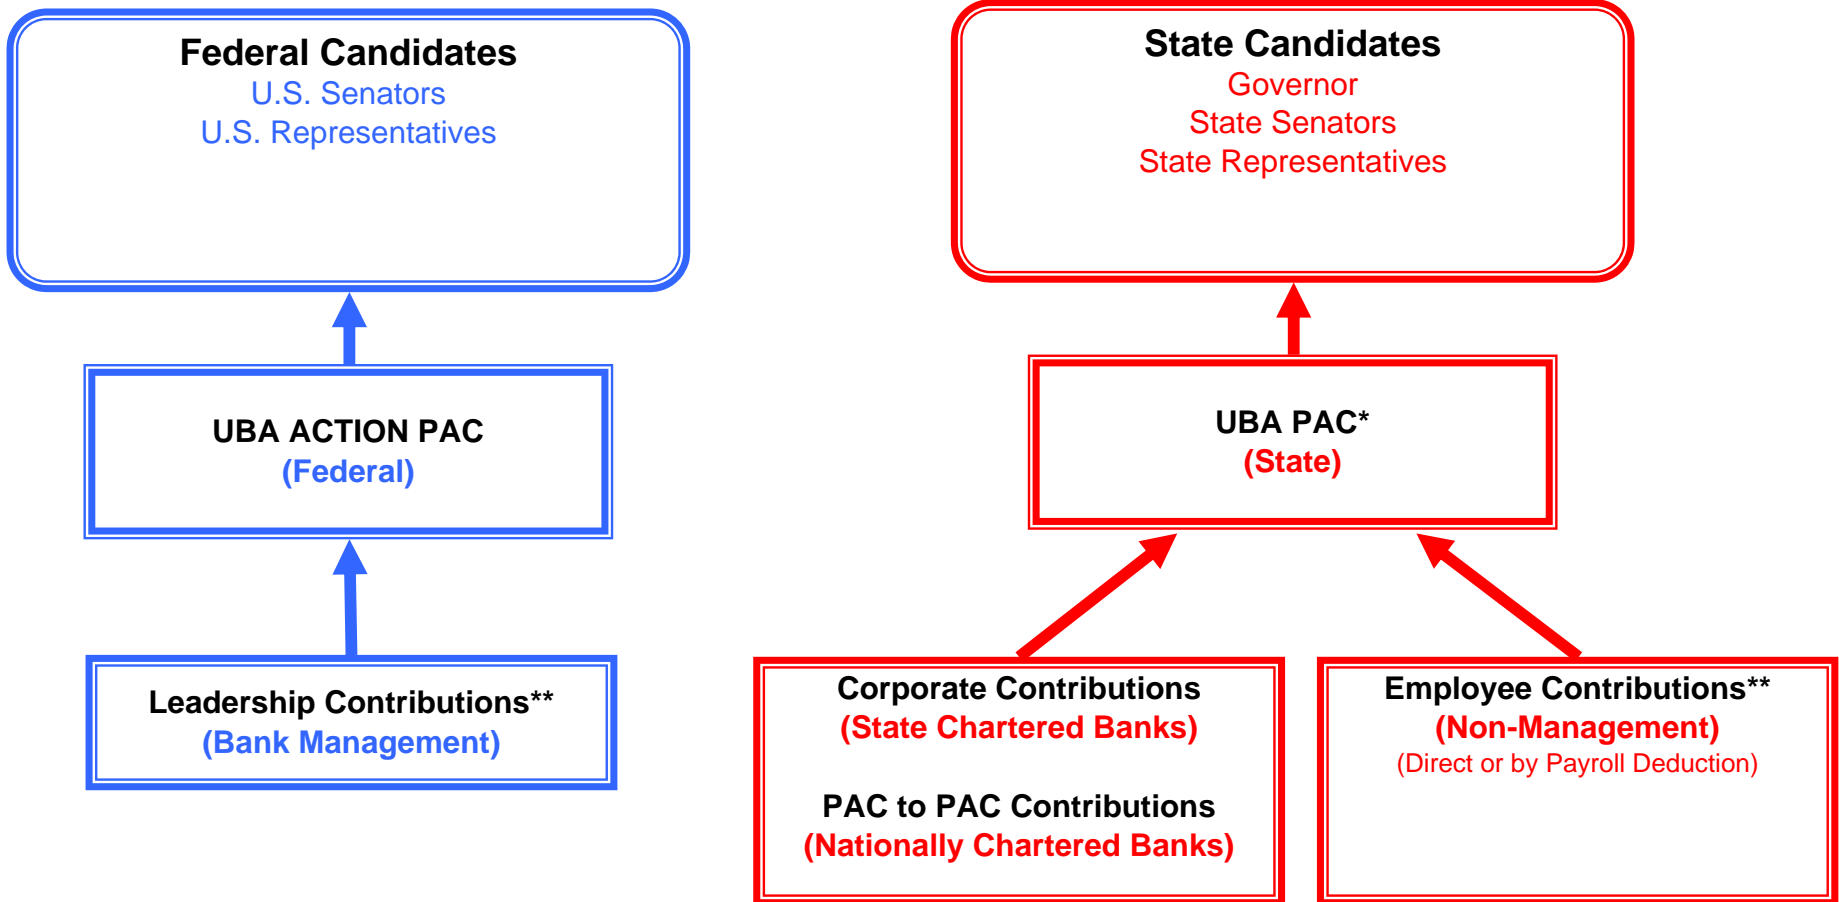 Federal Candidates
U.S. Senators
U.S. Representatives
State Candidates
Governor
State Senators
State Representatives
UBA ACTION PAC
(Federal)
UBA PAC*
(State)
Leadership Contributions**
(Bank Management)
Corporate Contributions
(State Chartered Banks)
PAC to PAC Contributions
(Nationally Chartered Banks)
Employee Contributions**
(Non-Management)
(Direct or by Payroll Deduction)